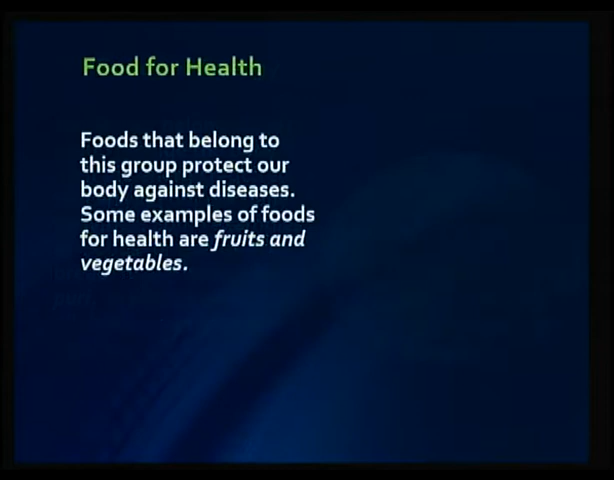 Food for Health
Foods that belong to
this group protect our
body against diseases.
Some examples of foods
for health are fruits and
vegetables.